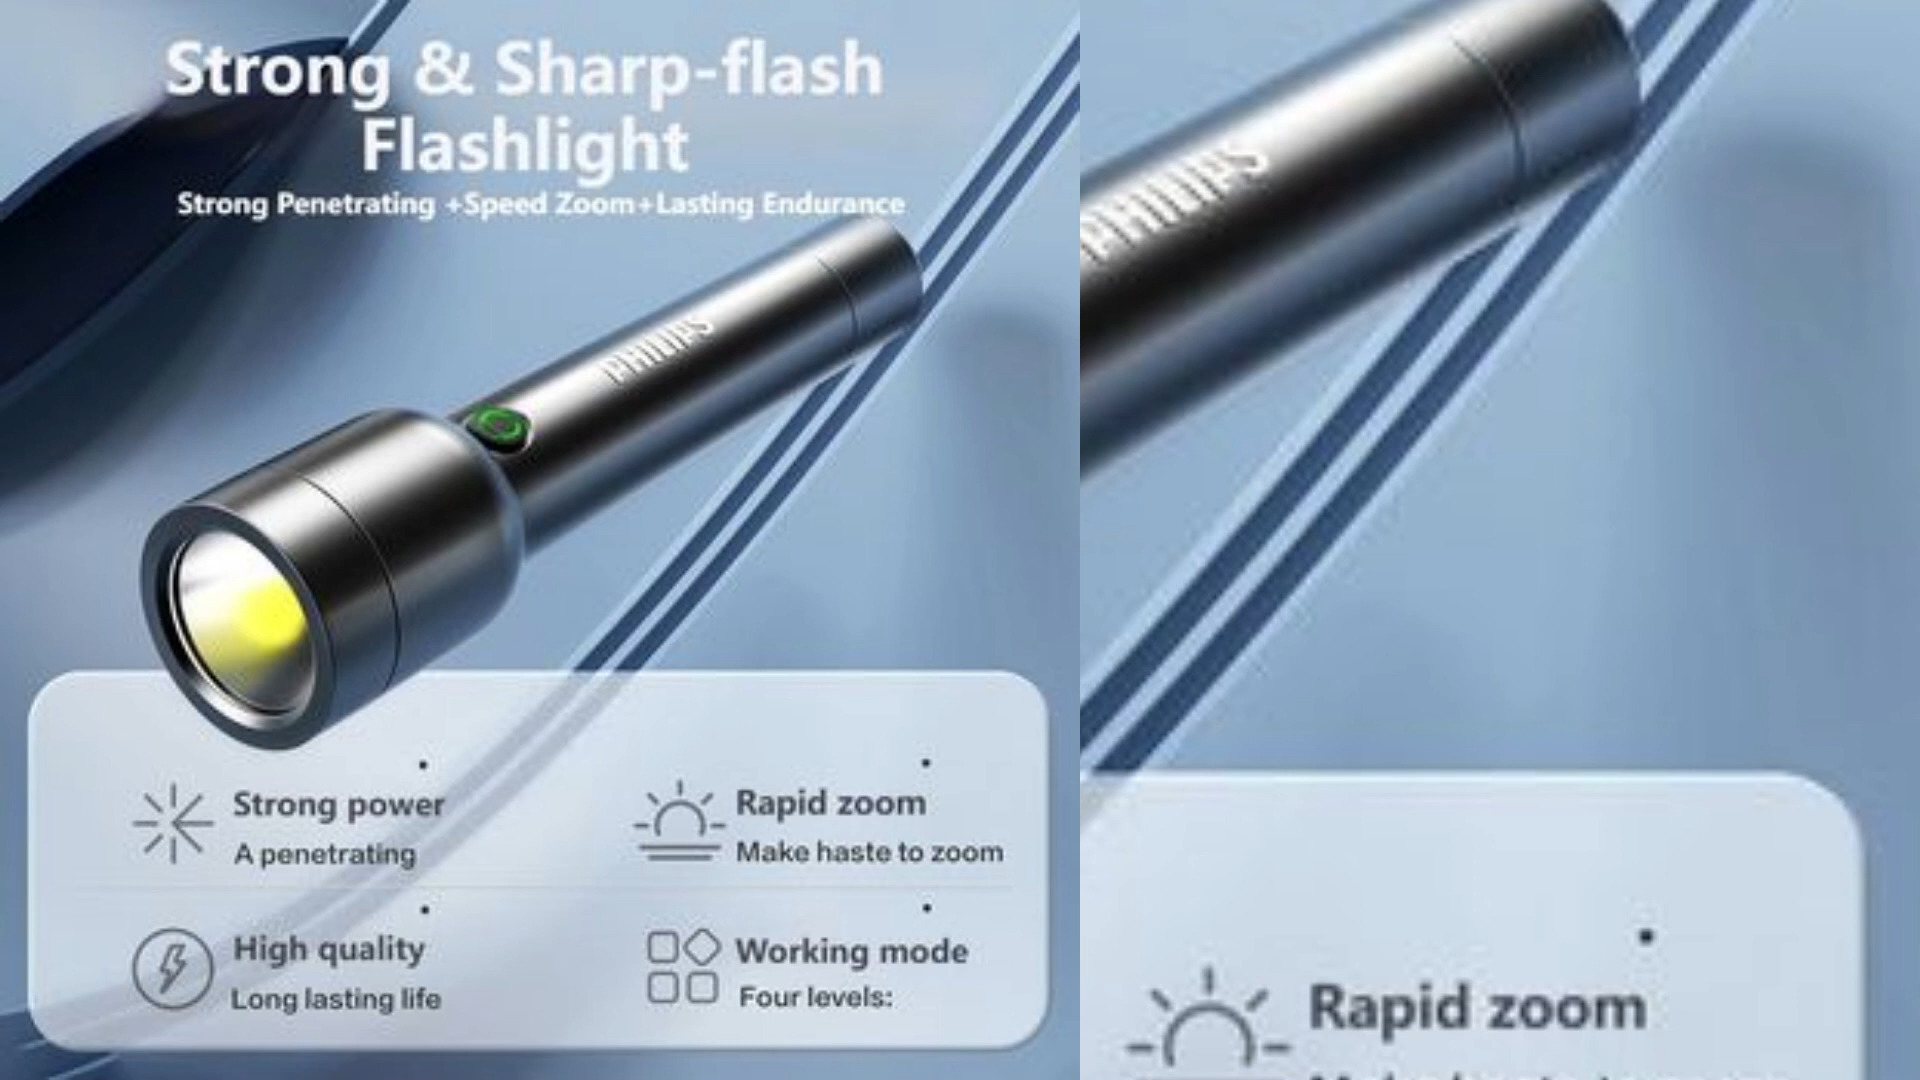 Strong & Sharp-flash
Flashlight
Strong Penetrating +Speed Zoom+Lasting Endurance
PHILIPS
Strong power
A penetrating
Rapid zoom
Make haste to zoom
High quality
Long lasting life
Working mode
Four levels:
PHILIPS
Rapid zoom